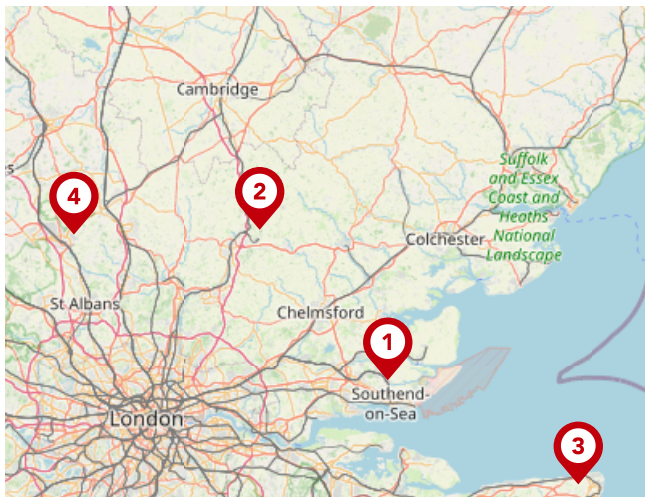 Cambridge
s
2
4
Suffolk
and Essex
Coast and
Heaths
National
Landscape
Colchester
St Albans
Chelmsford
1
Southend-
on-Sea
London
3